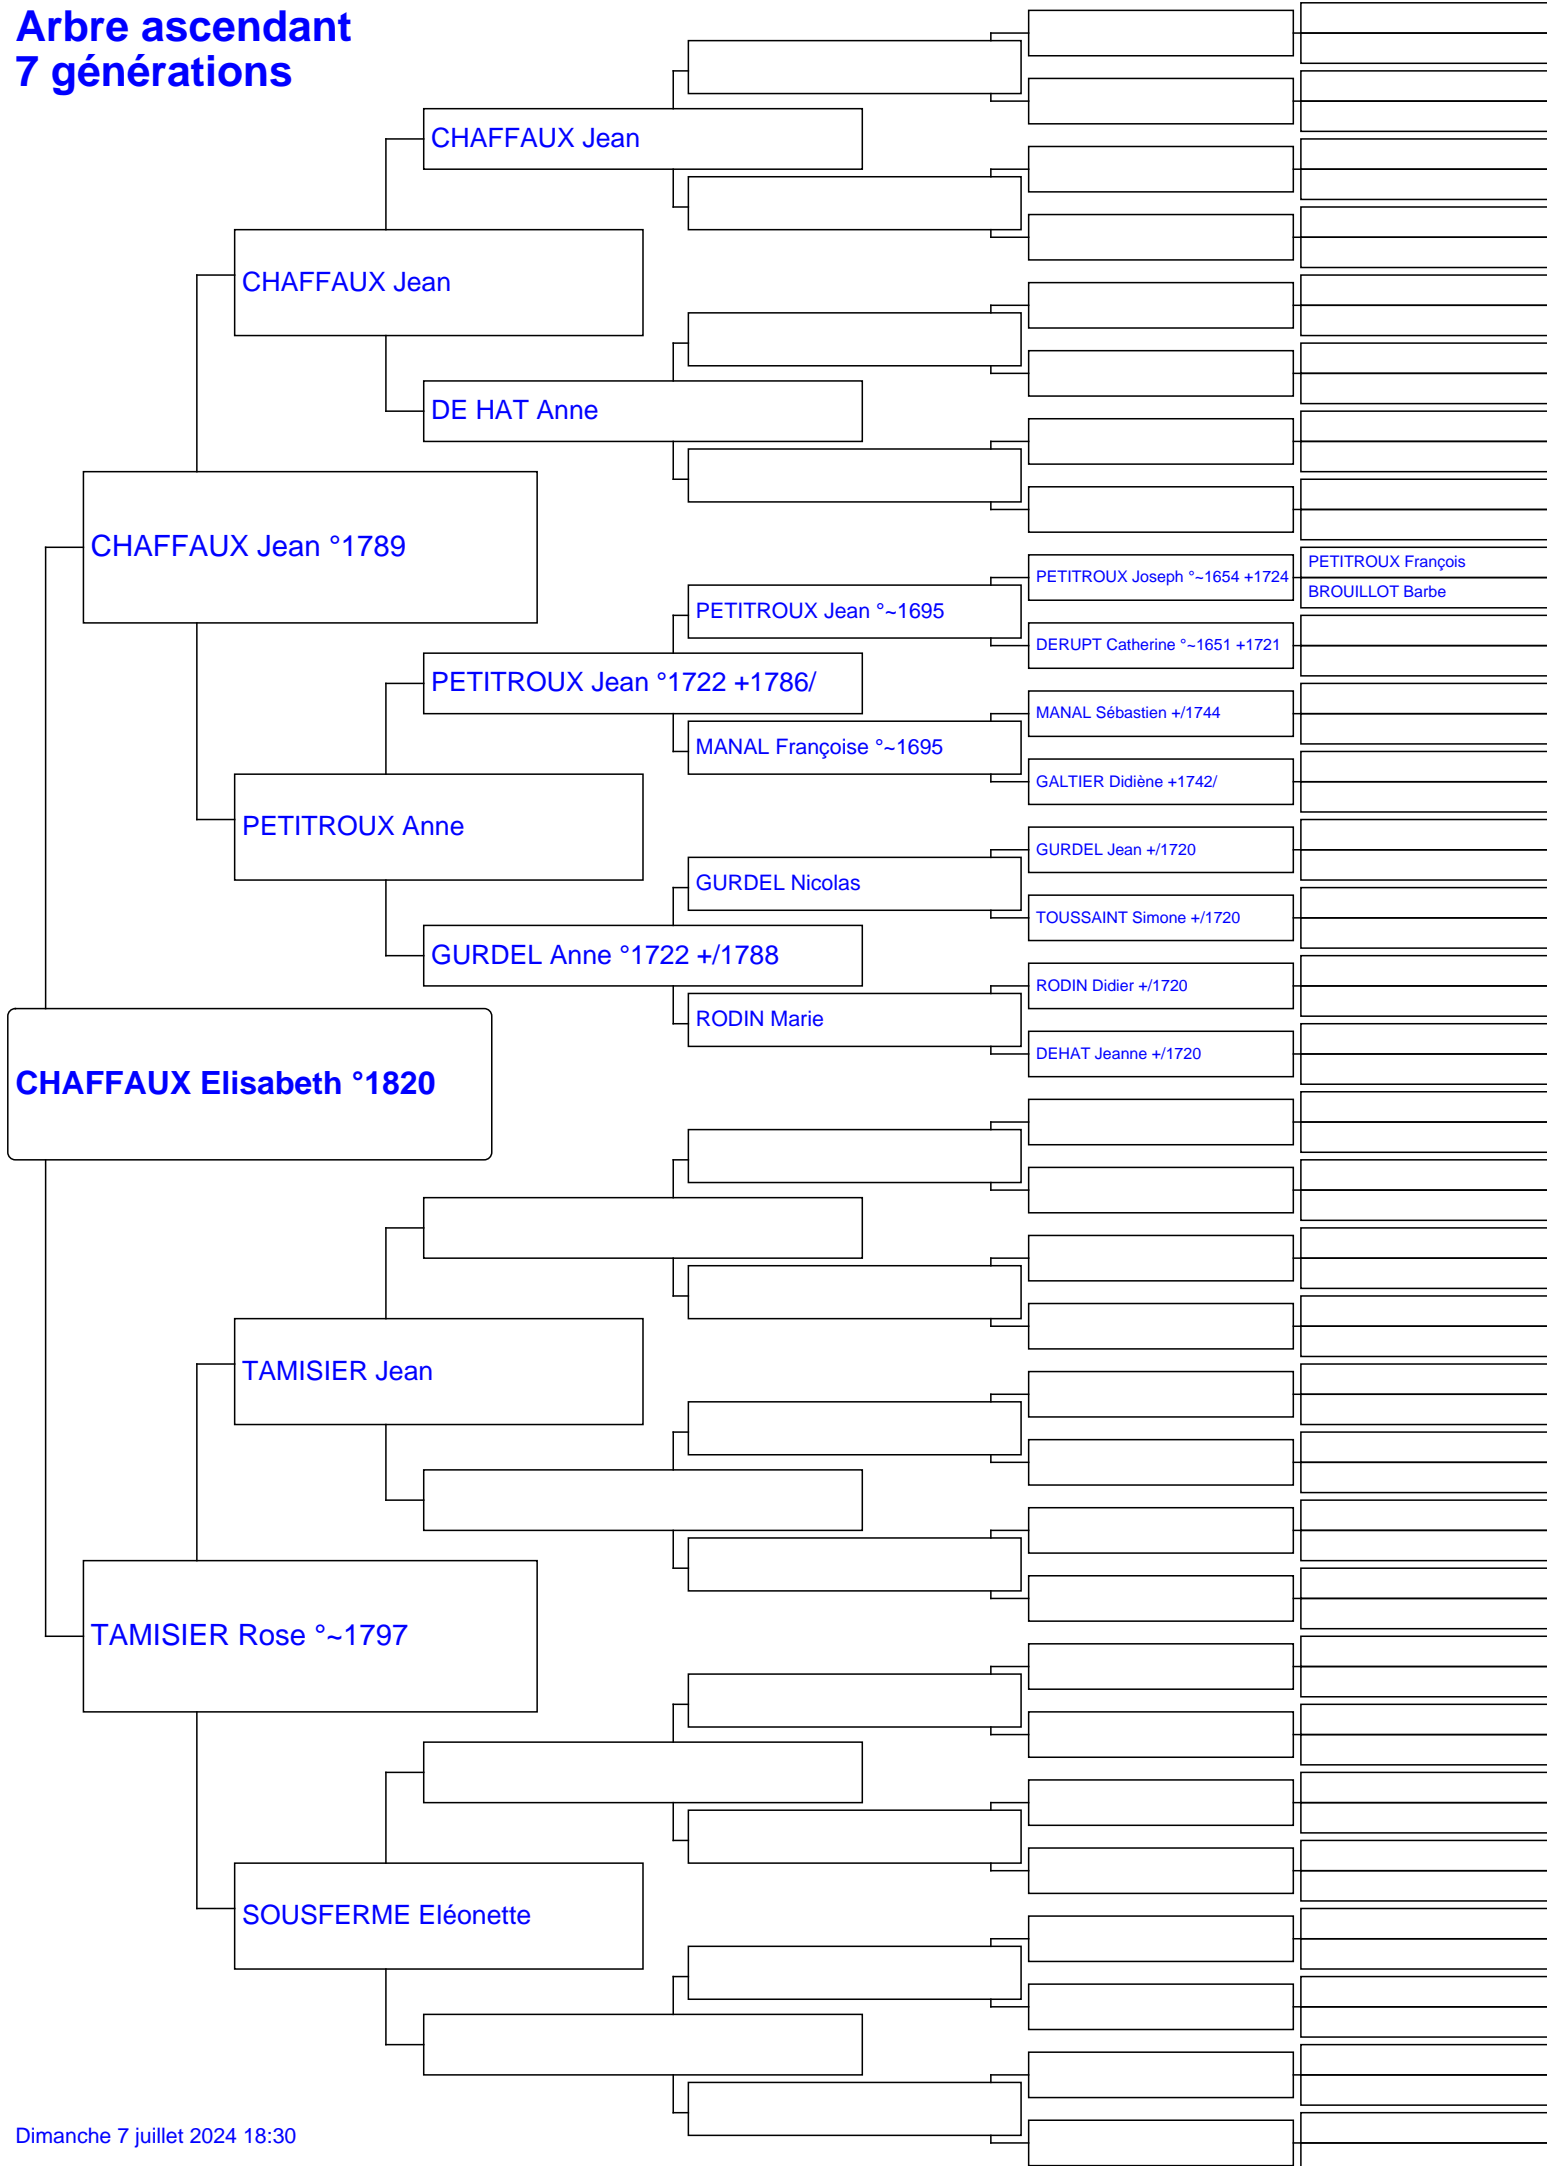 Arbre ascendant
7 générations
CHAFFAUX Jean
CHAFFAUX Jean
DE HAT Anne
CHAFFAUX Jean °1789
PETITROUX Joseph °~1654 +1724
PETITROUX François
BROUILLOT Barbe
PETITROUX Jean °~1695
DERUPT Catherine °~1651 +1721
PETITROUX Jean °1722 +1786/
MANAL Sébastien +/1744
MANAL Françoise °~1695
GALTIER Didiène +1742/
PETITROUX Anne
GURDEL Jean +/1720
GURDEL Nicolas
TOUSSAINT Simone +/1720
GURDEL Anne °1722 +/1788
RODIN Didier +/1720
RODIN Marie
DEHAT Jeanne +/1720
CHAFFAUX Elisabeth °1820
TAMISIER Jean
TAMISIER Rose °~1797
SOUSFERME Eléonette
Dimanche 7 juillet 2024 18:30